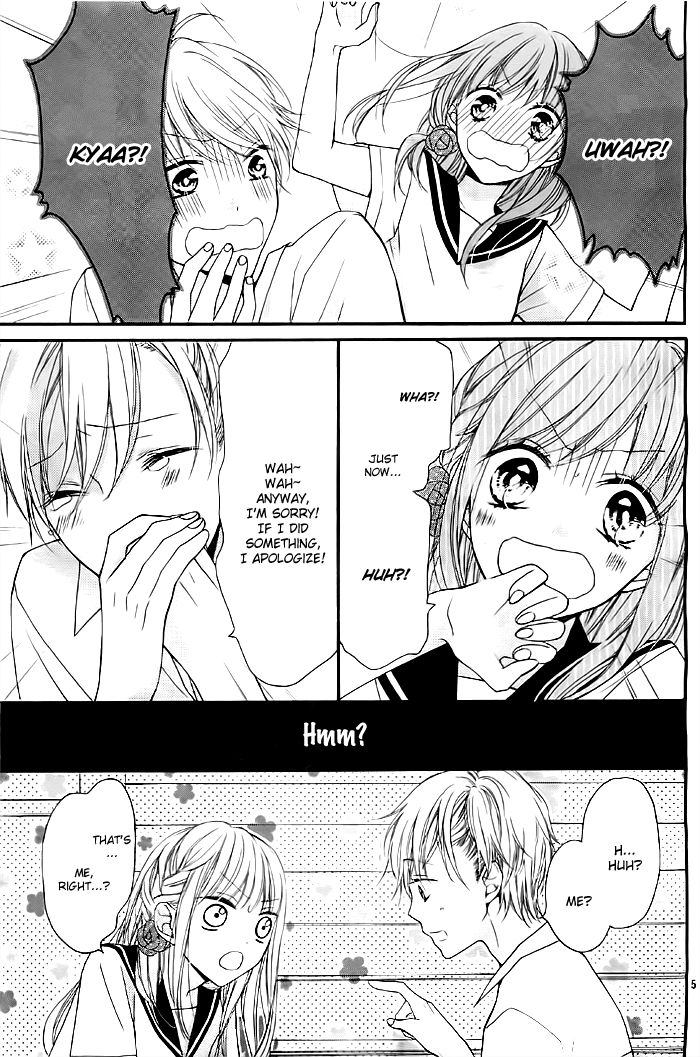 UWAH?!
KYAA?!
WHA?!
JUST
NOW...
HUH?!
WAH~
WAH~
ANYWAY,
I'M SORRY!
IF I DID
SOMETHING,
I APOLOGIZE!
Hmm?
H...
HUH?
ME?
THAT'S
...
ME,
RIGHT...?
5